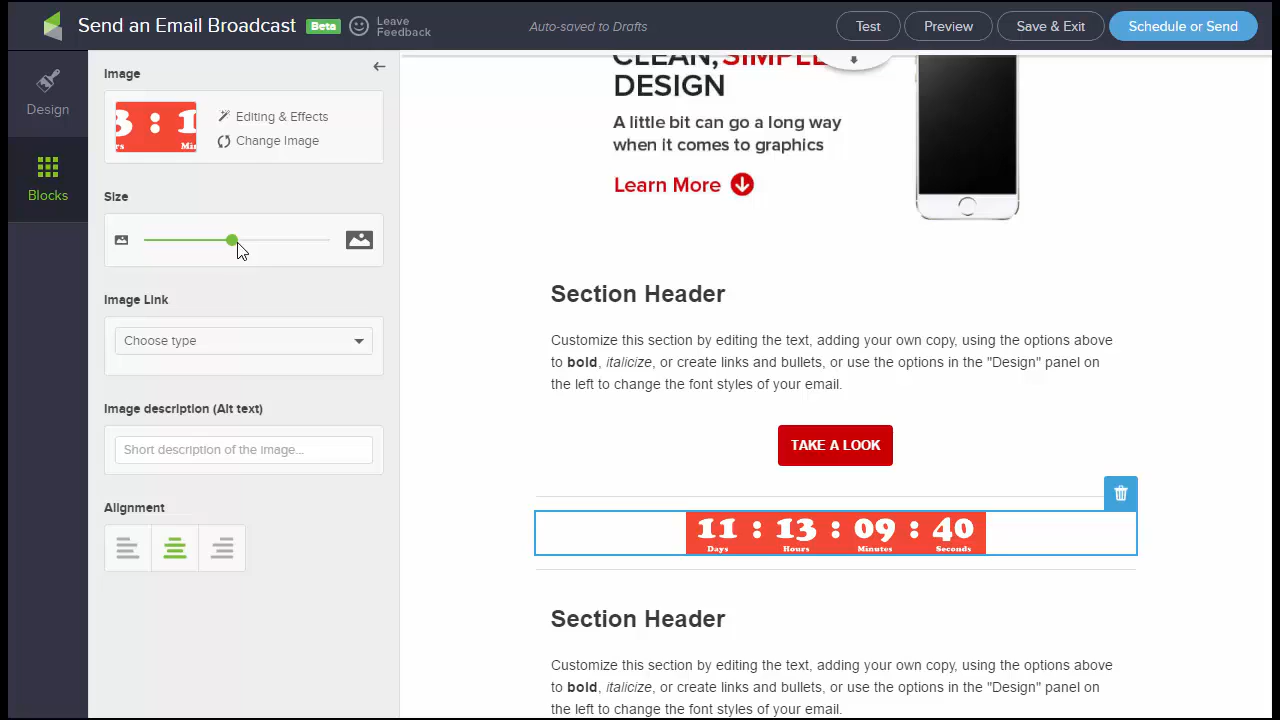 Send an Email Broadcast Beta Leave Feedback
Auto-saved to Drafts
Test
Preview
Save & Exit
Schedule or Send
Design
Blocks
Image
Editing & Effects
Change Image
Size
Image Link
Choose type
Image description (Alt text)
Short description of the image...
Alignment
CLEAN, SIMPLE
DESIGN
A little bit can go a long way
when it comes to graphics
Learn More
Section Header
Customize this section by editing the text, adding your own copy, using the options above
to bold, italicize, or create links and bullets, or use the options in the "Design" panel on
the left to change the font styles of your email.
TAKE A LOOK
11 : 13 : 09 : 40
Days Hours Minutes Seconds
Section Header
Customize this section by editing the text, adding your own copy, using the options above
to bold, italicize, or create links and bullets, or use the options in the "Design" panel on
the left to change the font styles of your email.